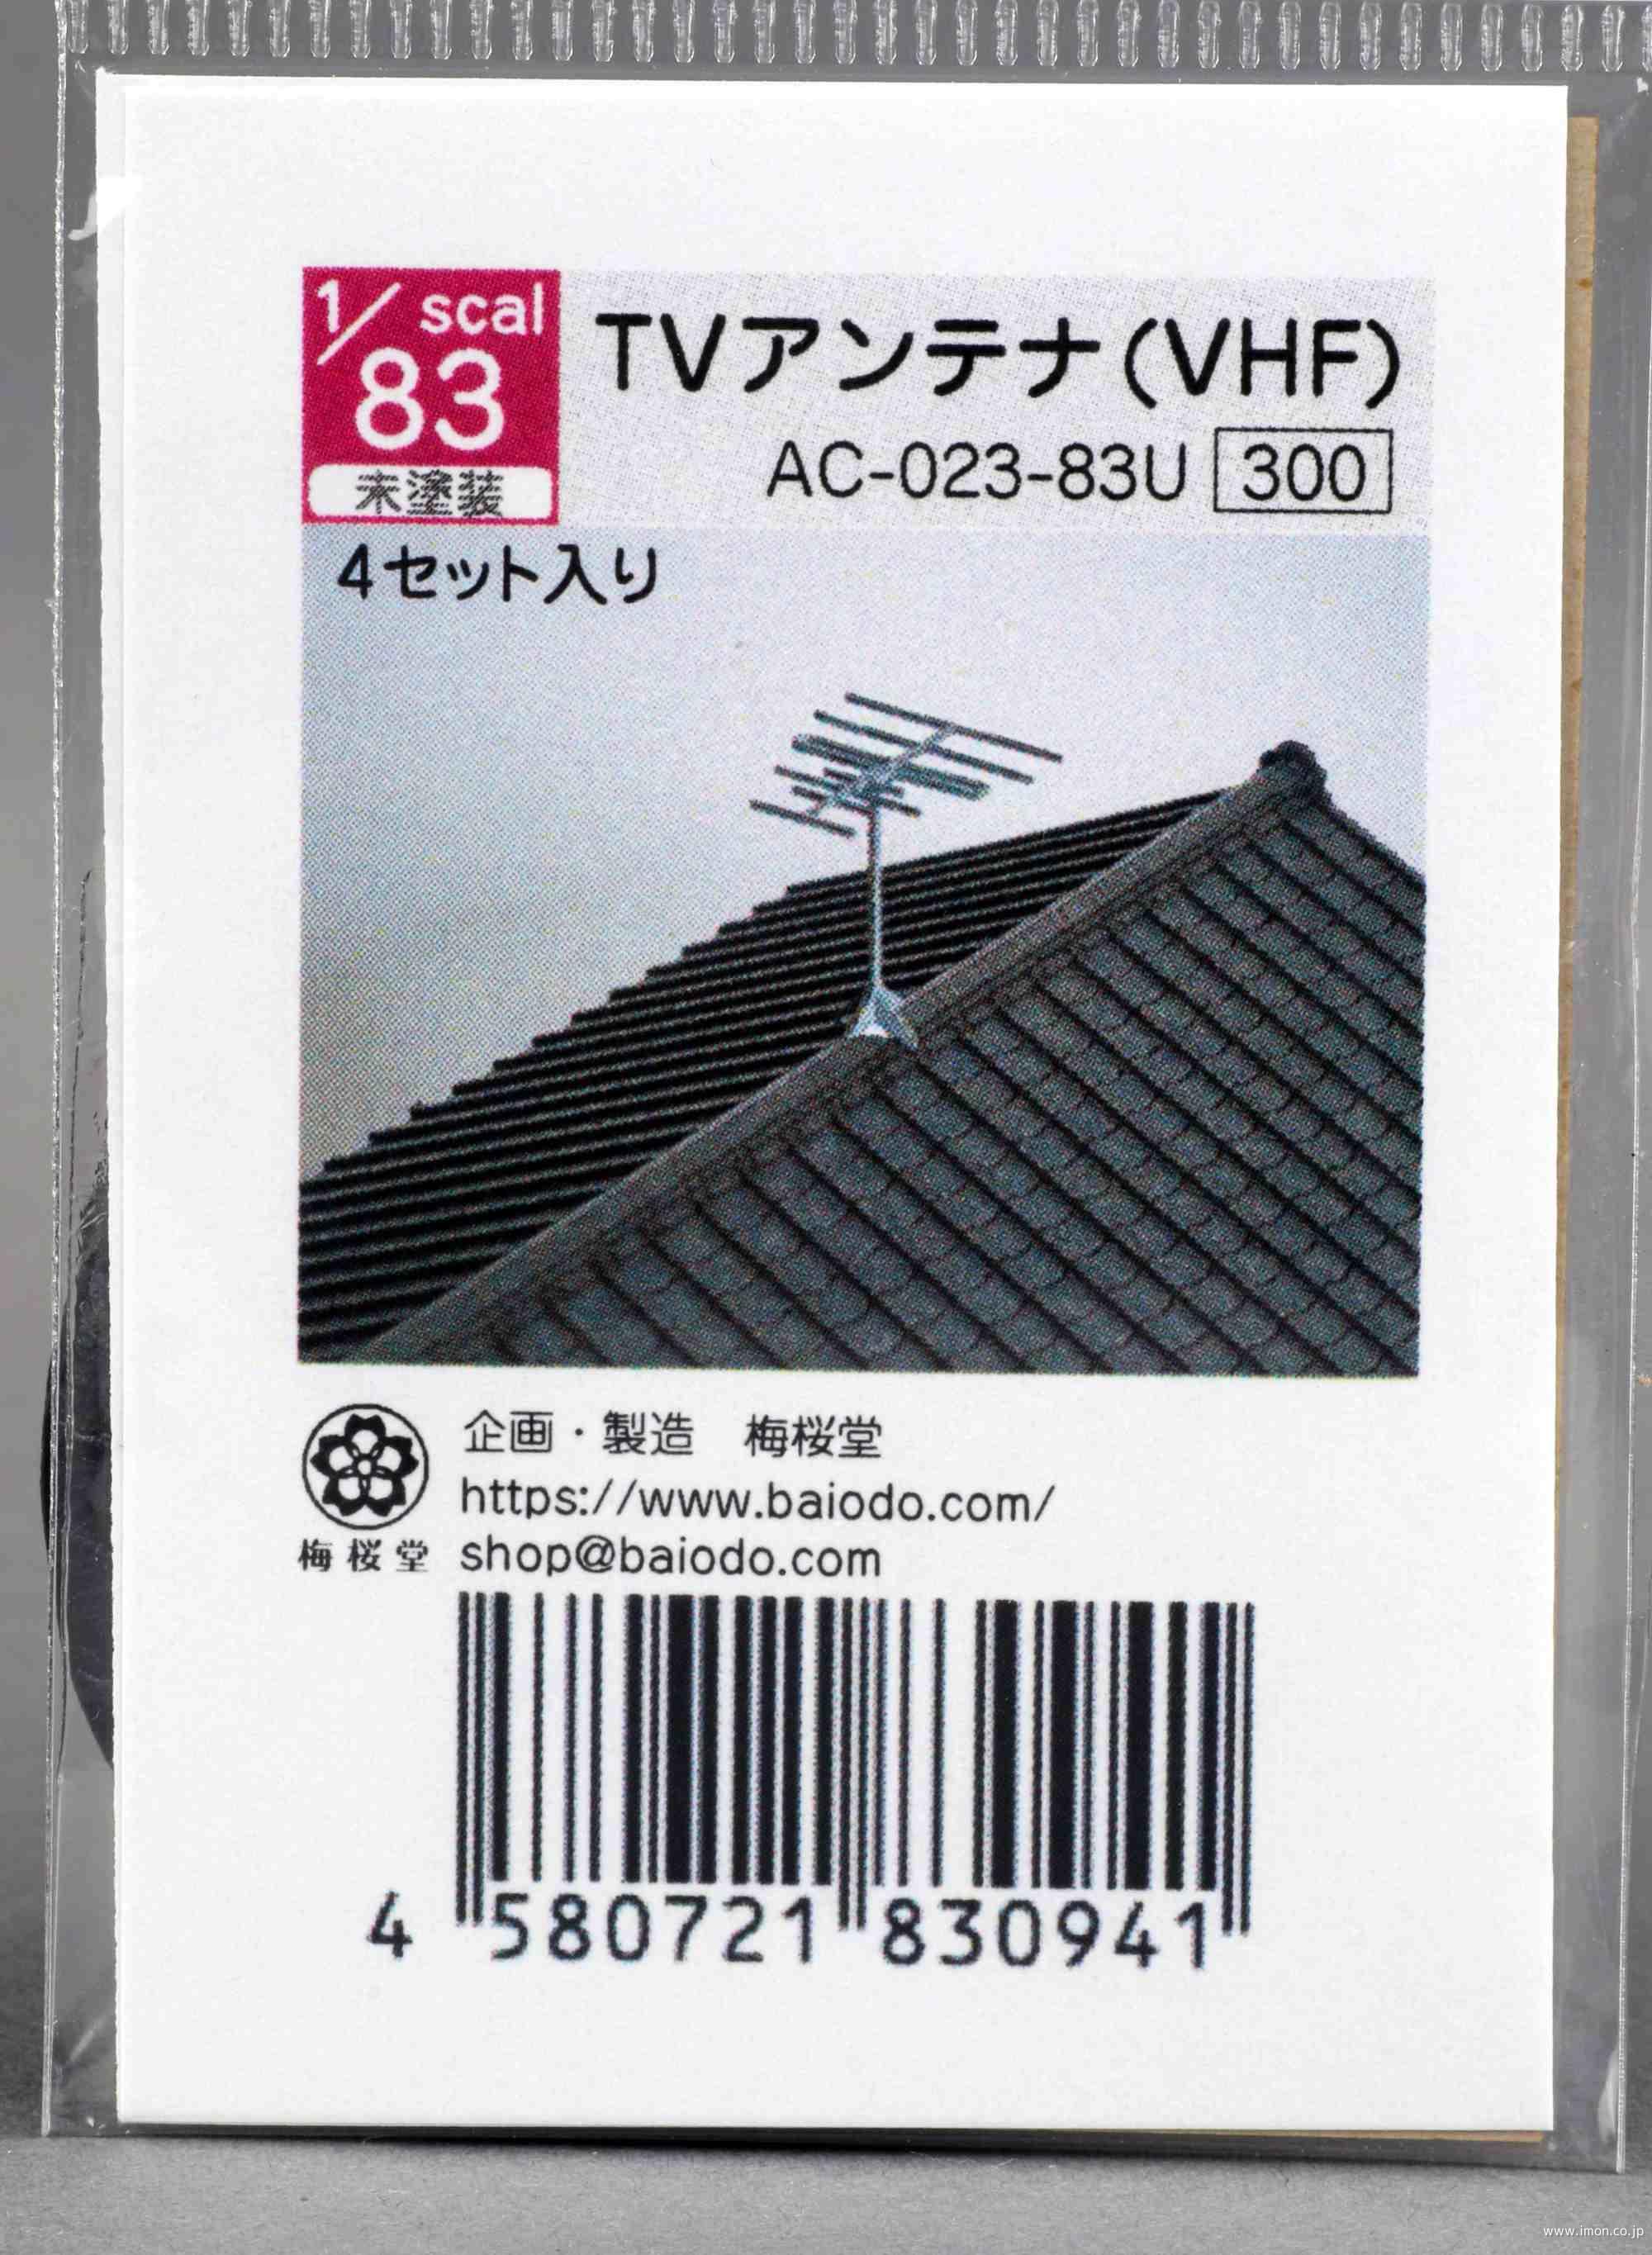 1/83 scal
未塗装
TVアンテナ(VHF)
AC-023-83U 300
4セット入り
企画・製造 梅桜堂
https://www.baiodo.com/
梅桜堂 shop@baiodo.com
4 580721 830941
www.imon.co.jp